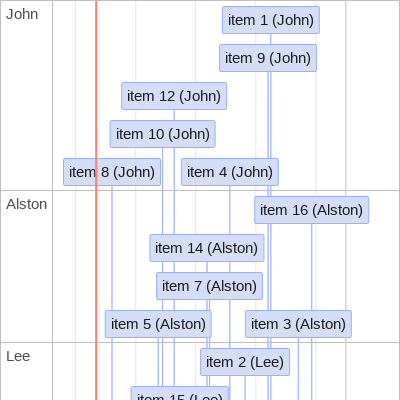 John
item 1 (John)
item 9 (John)
item 12 (John)
item 10 (John)
item 8 (John)
item 4 (John)
Alston
item 16 (Alston)
item 14 (Alston)
item 7 (Alston)
item 5 (Alston)
item 3 (Alston)
Lee
item 2 (Lee)
item 15 (Lee)